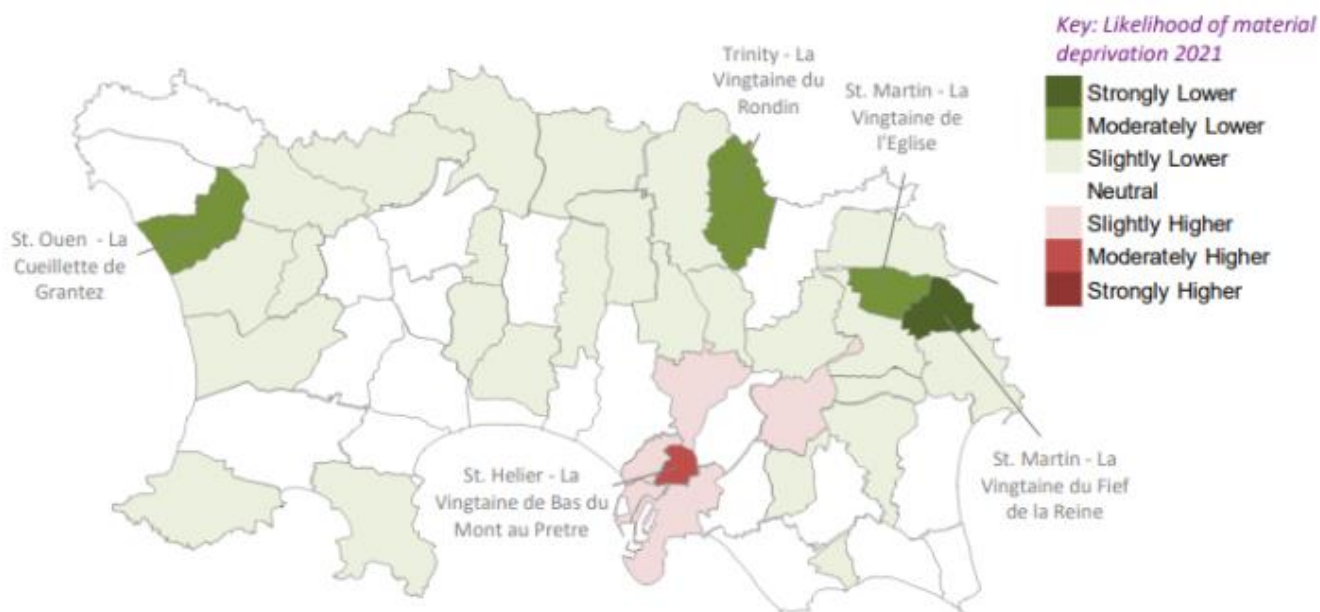 Key: Likelihood of material
deprivation 2021
Strongly Lower
Moderately Lower
Slightly Lower
Neutral
Slightly Higher
Moderately Higher
Strongly Higher
Trinity - La
Vingtaine du
Rondin
St. Martin - La
Vingtaine de
l'Eglise
St. Ouen - La
Cueillette de
Grantez
St. Helier - La
Vingtaine de Bas du
Mont au Pretre
St. Martin - La
Vingtaine du Fief
de la Reine